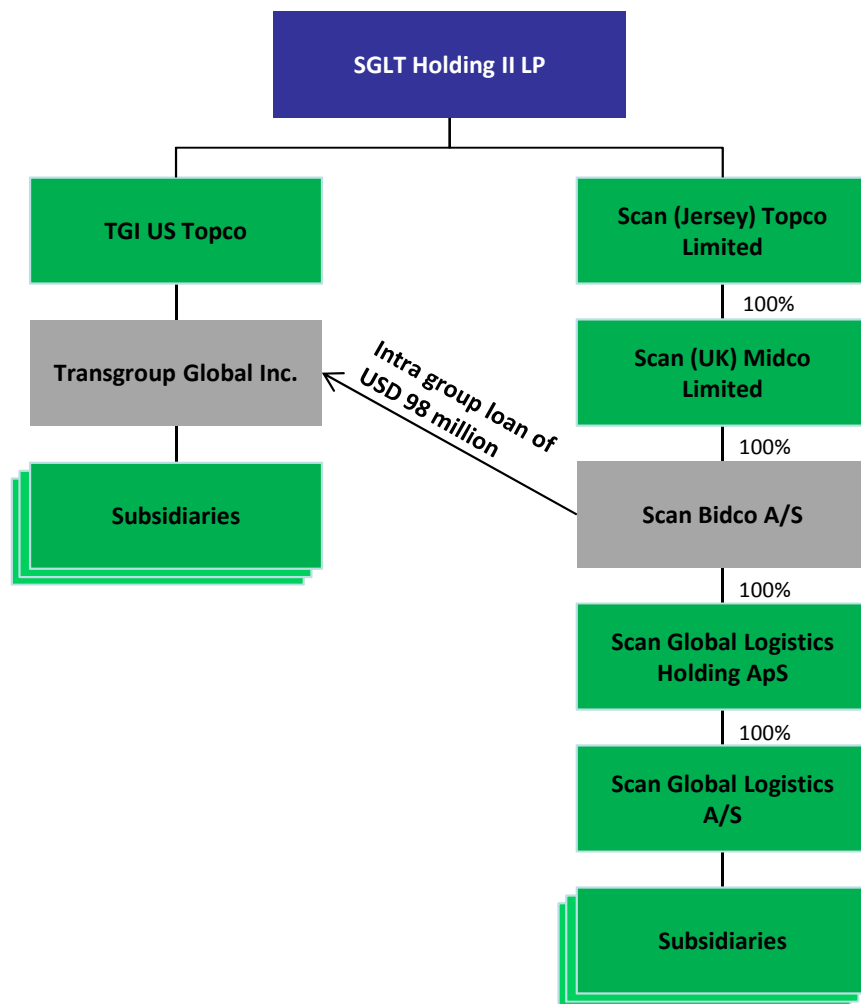 SGLT Holding II LP
TGI US Topco
Scan (Jersey) Topco
Limited
100%
Transgroup Global Inc.
Intra group loan of
USD 98 million
Scan (UK) Midco
Limited
100%
Subsidiaries
Scan Bidco A/S
100%
Scan Global Logistics
Holding ApS
100%
Scan Global Logistics
A/S
Subsidiaries